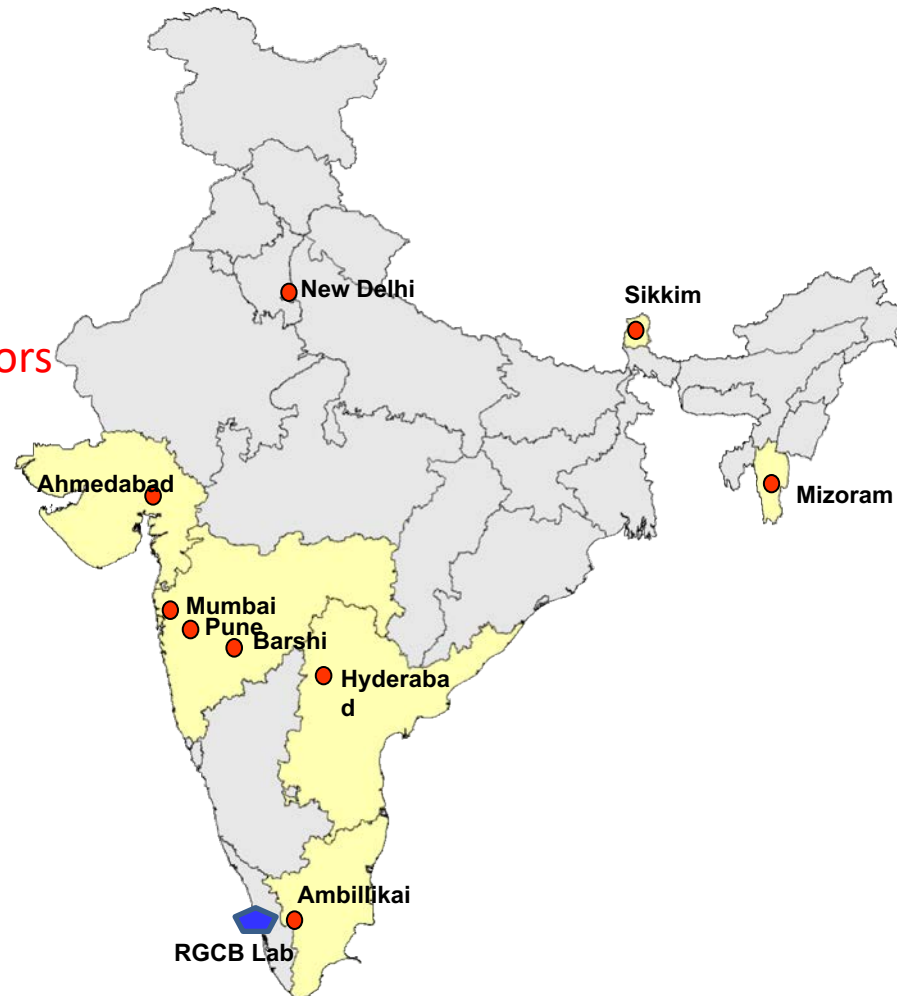 New Delhi
Sikkim
ors
Ahmedabad
Mizoram
Mumbai
Pune
Barshi
Hyderaba
d
Ambillikai
RGCB Lab